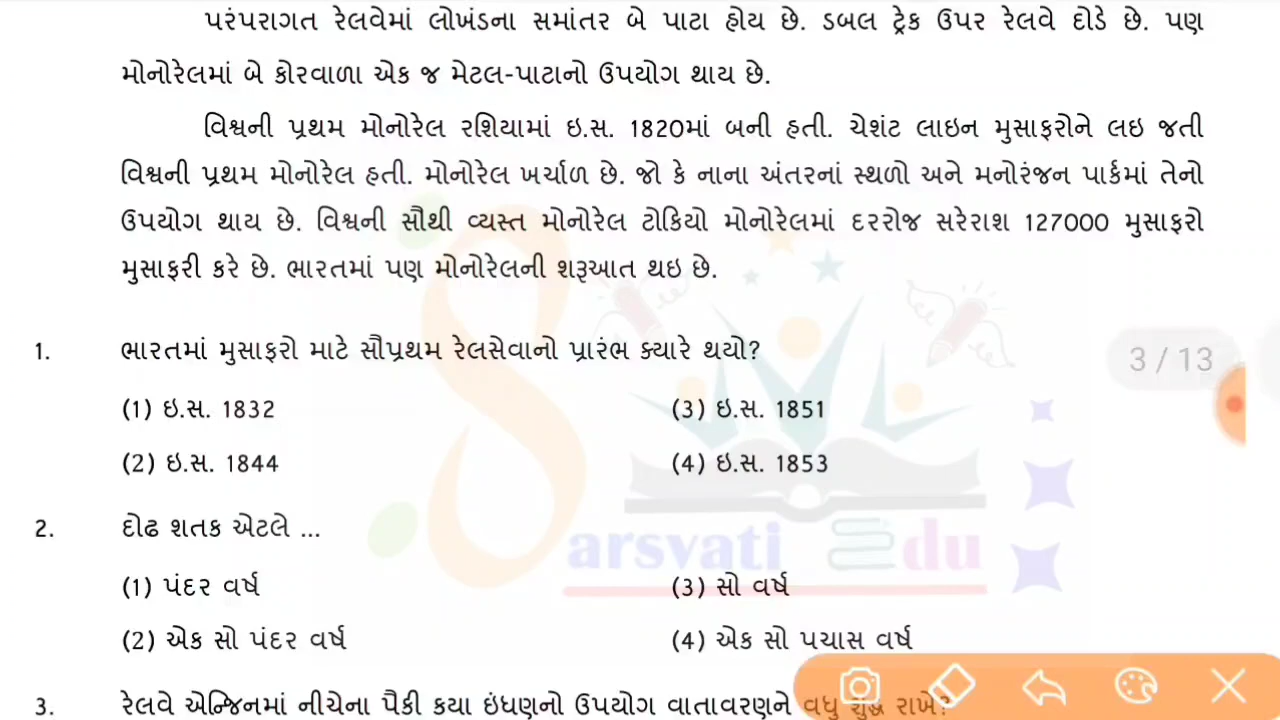 પરંપરાગત રેલવેમાં લોખંડના સમાંતર બે પાટા હોય છે. ડબલ ટ્રેક ઉપર રેલવે દોડે છે. પણ
મોનોરેલમાં બે કોરવાળા એક જ મેટલ-પાટાનો ઉપયોગ થાય છે.
વિશ્વની પ્રથમ મોનોરેલ રશિયામાં ઇ.સ. 1820માં બની હતી. ચેશંટ લાઇન મુસાફરોને લઇ જતી
વિશ્વની પ્રથમ મોનોરેલ હતી. મોનોરેલ ખર્ચાળ છે. જો કે નાના અંતરનાં સ્થળો અને મનોરંજન પાર્કમાં તેનો
ઉપયોગ થાય છે. વિશ્વની સૌથી વ્યસ્ત મોનોરેલ ટોકિયો મોનોરેલમાં દરરોજ સરેરાશ 127000 મુસાફરો
મુસાફરી કરે છે. ભારતમાં પણ મોનોરેલની શરૂઆત થઇ છે.
1. ભારતમાં મુસાફરો માટે સૌપ્રથમ રેલસેવાનો પ્રારંભ ક્યારે થયો?
3 / 13
(1) ઇ.સ. 1832 (3) ઇ.સ. 1851
(2) ઇ.સ. 1844 (4) ઇ.સ. 1853
2. દોઢ શતક એટલે ...
arsvati Edu
(1) પંદર વર્ષ (3) સો વર્ષ
(2) એક સો પંદર વર્ષ (4) એક સો પચાસ વર્ષ
3. રેલવે એન્જિનમાં નીચેના પૈકી કયા ઇંધણનો ઉપયોગ વાતાવરણને વધુ શુદ્ધ રાખે?